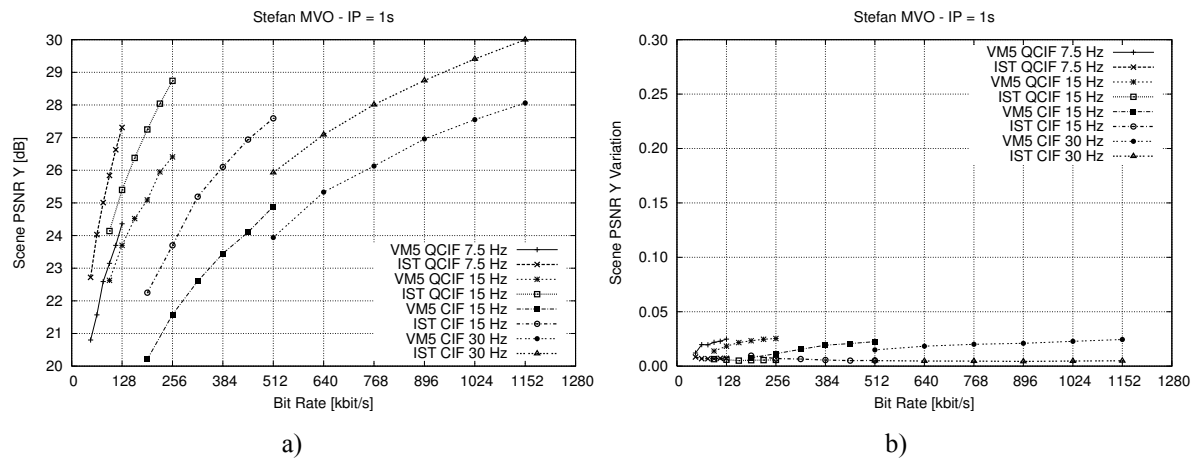 Stefan MVO - IP = 1s
Scene PSNR Y [dB]
30
29
28
27
26
25
24
23
22
21
20
VM5 QCIF 7.5 Hz
IST QCIF 7.5 Hz
VM5 QCIF 15 Hz
IST QCIF 15 Hz
VM5 CIF 15 Hz
IST CIF 15 Hz
VM5 CIF 30 Hz
IST CIF 30 Hz
0 128 256 384 512 640 768 896 1024 1152 1280
Bit Rate [kbit/s]
a)
Stefan MVO - IP = 1s
Scene PSNR Y Variation
0.30
0.25
0.20
0.15
0.10
0.05
0.00
VM5 QCIF 7.5 Hz
IST QCIF 7.5 Hz
VM5 QCIF 15 Hz
IST QCIF 15 Hz
VM5 CIF 15 Hz
IST CIF 15 Hz
VM5 CIF 30 Hz
IST CIF 30 Hz
0 128 256 384 512 640 768 896 1024 1152 1280
Bit Rate [kbit/s]
b)